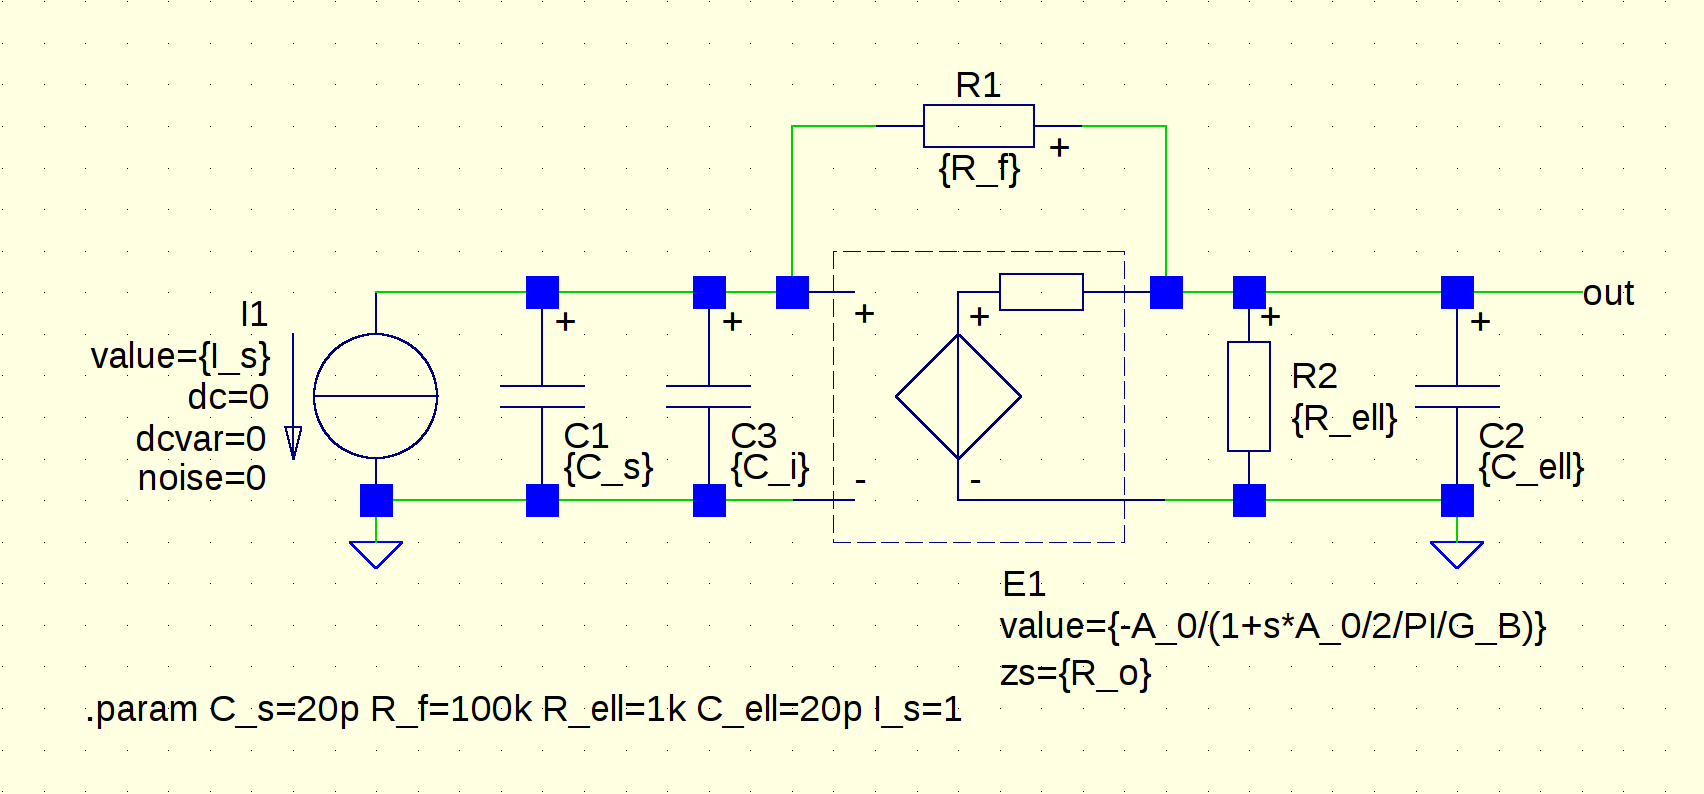 R1
+
{R_f}
I1
value={I_s}
dc=0
dcvar=0
noise=0
+
C1
{C_s}
+
C3
{C_i}
+
-
+
-
+
R2
{R_ell}
+
C2
{C_ell}
out
E1
value={-A_0/(1+s*A_0/2/PI/G_B)}
zs={R_o}
.param C_s=20p R_f=100k R_ell=1k C_ell=20p I_s=1